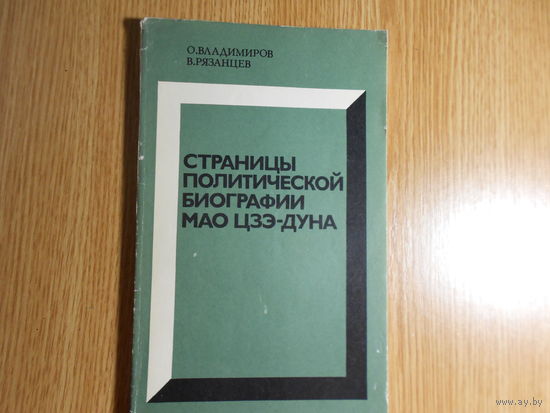 О.ВЛАДИМИРОВ
В.РЯЗАНЦЕВ
СТРАНИЦЫ
ПОЛИТИЧЕСКОЙ
БИОГРАФИИ
МАО ЦЗЭ-ДУНА
www.ay.by